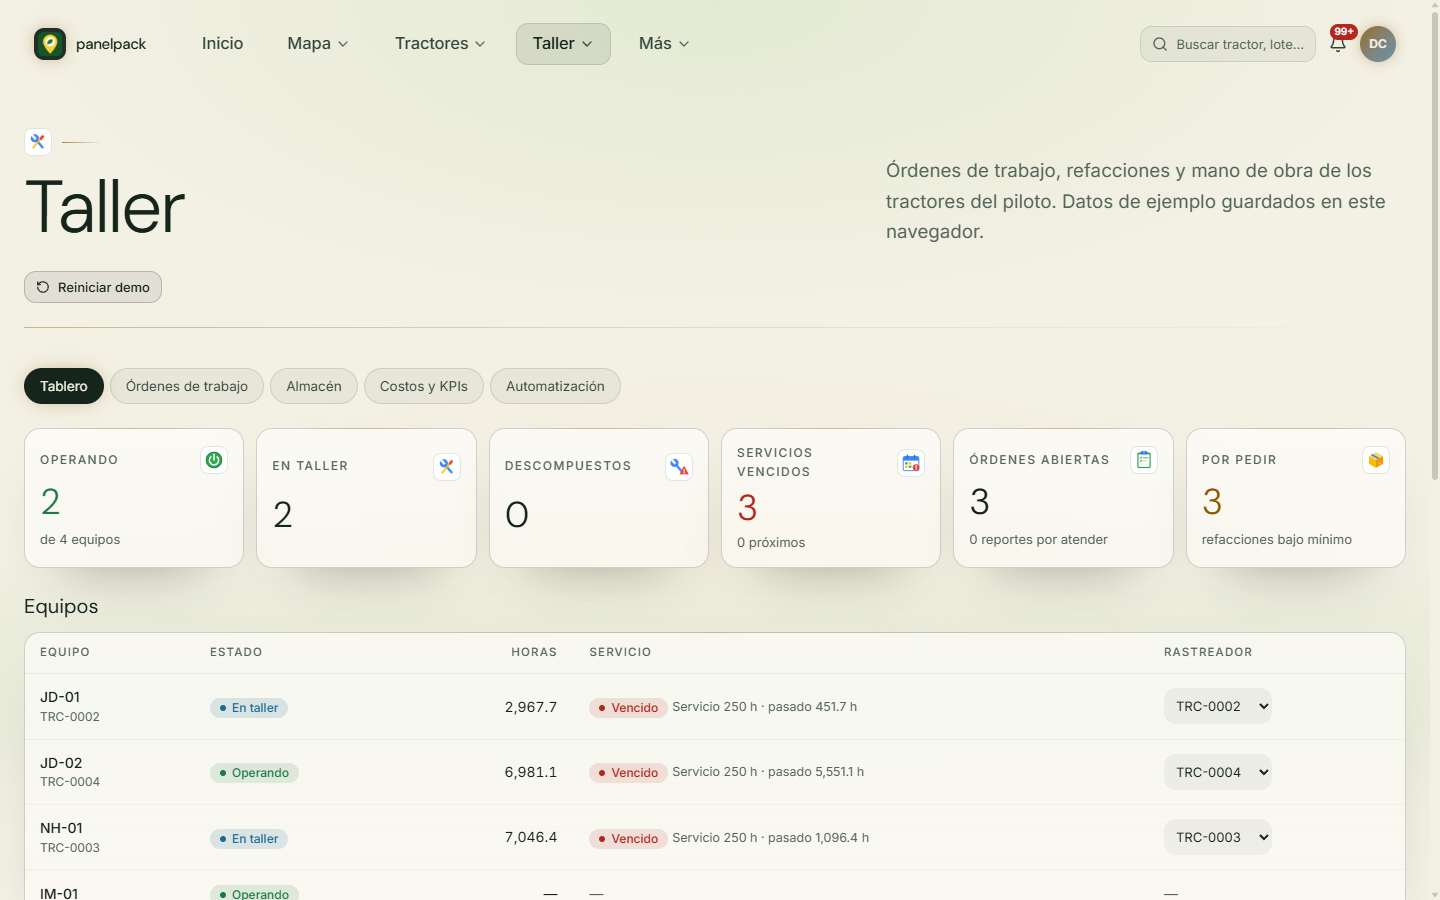 panelpack
Inicio
Mapa
Tractores
Taller
Más
Buscar tractor, lote...
99+
DC
Taller
Órdenes de trabajo, refacciones y mano de obra de los
tractores del piloto. Datos de ejemplo guardados en este
navegador.
Reiniciar demo
Tablero
Órdenes de trabajo
Almacén
Costos y KPIs
Automatización
OPERANDO
2
de 4 equipos
EN TALLER
2
DESCOMPUESTOS
0
SERVICIOS
VENCIDOS
3
0 próximos
ÓRDENES ABIERTAS
3
0 reportes por atender
POR PEDIR
3
refacciones bajo mínimo
Equipos
EQUIPO ESTADO HORAS SERVICIO RASTREADOR
JD-01
TRC-0002
En taller
2,967.7
Vencido Servicio 250 h · pasado 451.7 h
TRC-0002
JD-02
TRC-0004
Operando
6,981.1
Vencido Servicio 250 h · pasado 5,551.1 h
TRC-0004
NH-01
TRC-0003
En taller
7,046.4
Vencido Servicio 250 h · pasado 1,096.4 h
TRC-0003
IM-01 Operando — — —